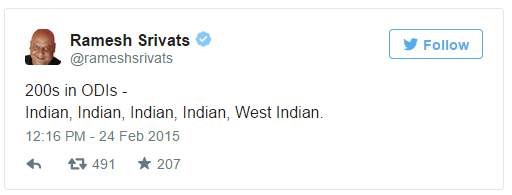 Ramesh Srivats
Follow
@rameshsrivats
200s in ODIs -
Indian, Indian, Indian, Indian, West Indian.
12:16 PM - 24 Feb 2015
491 207